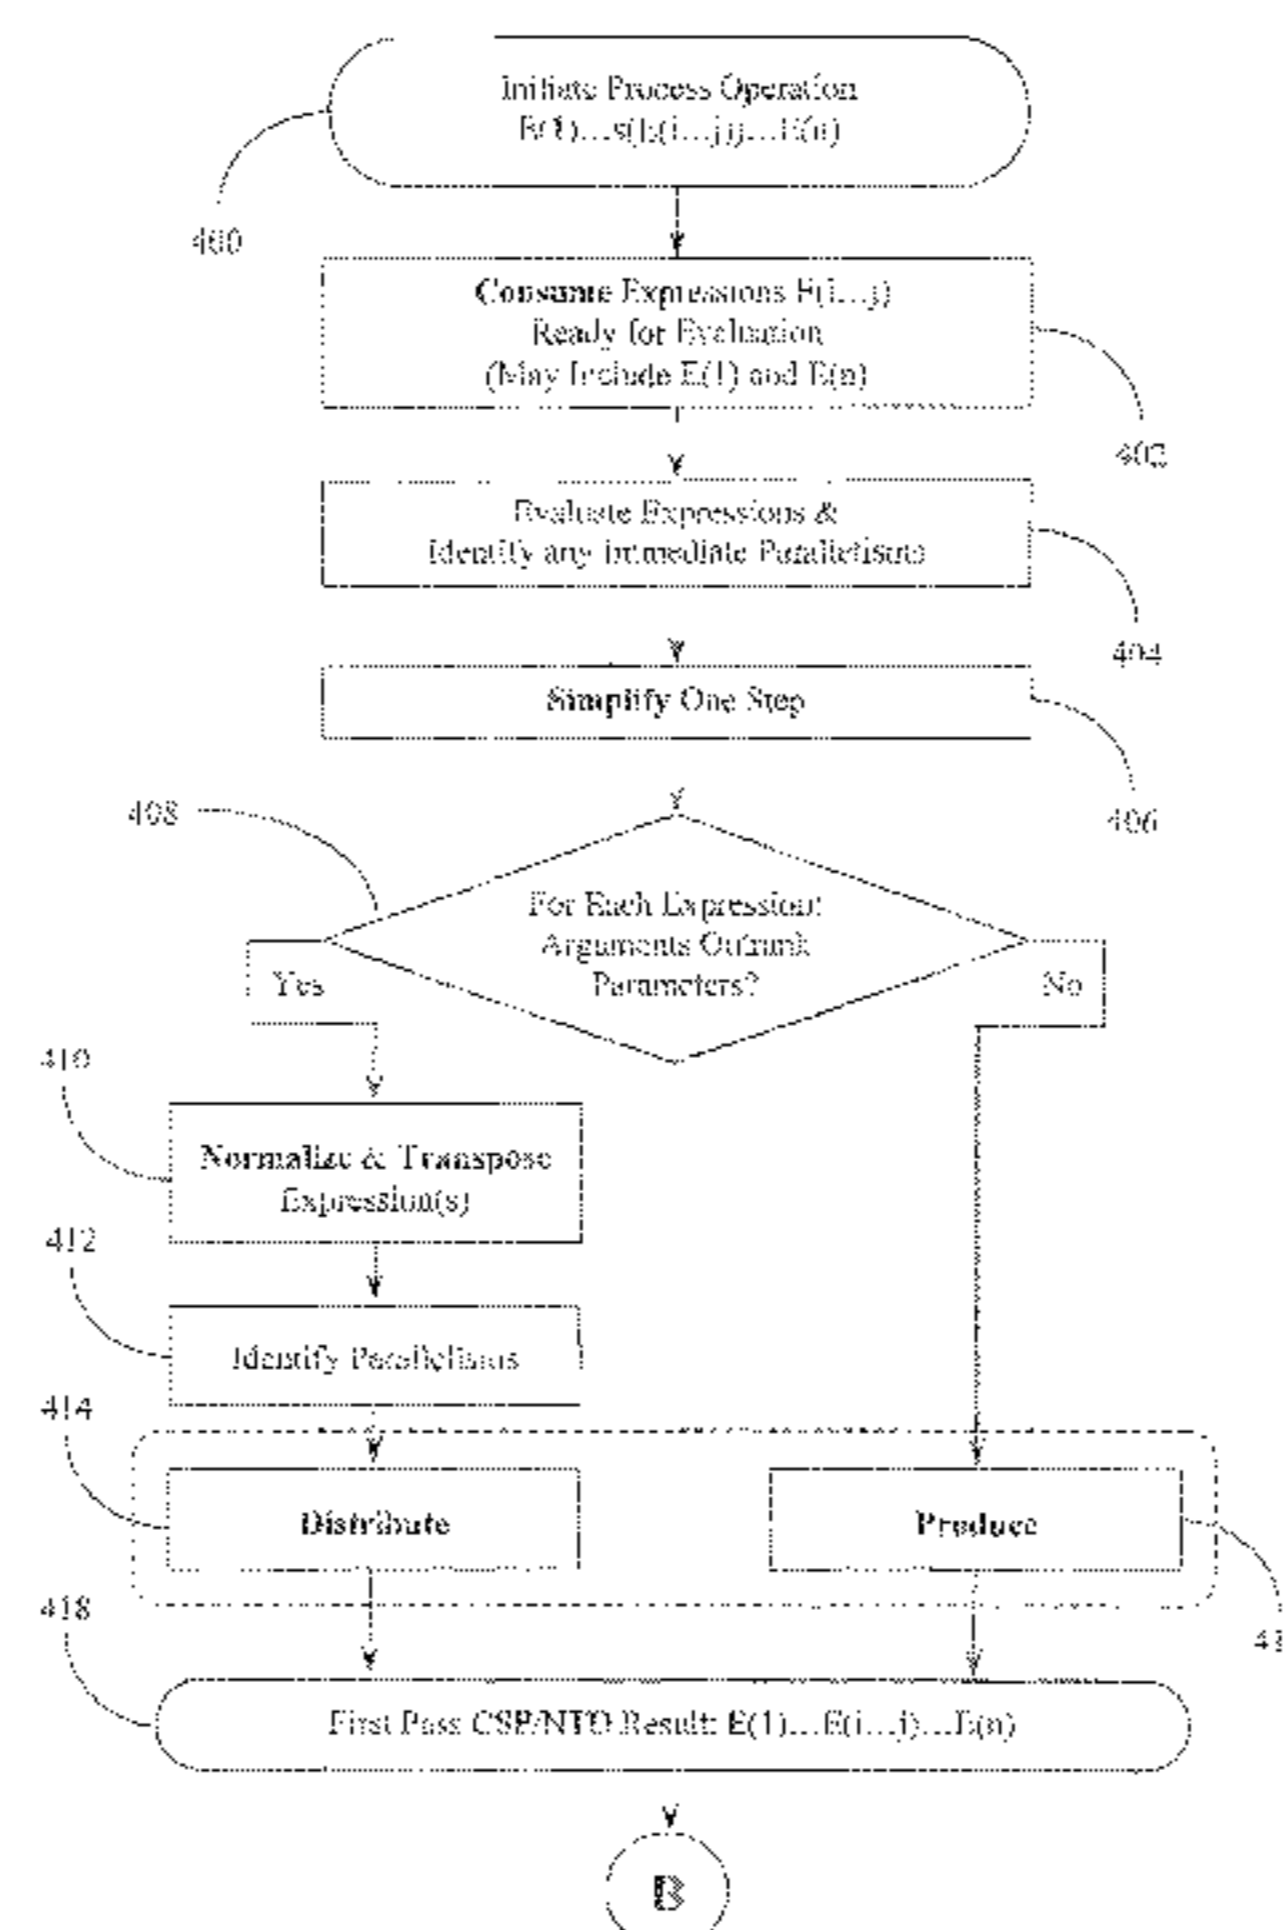 Initiate Process Operation
E(1)...s(E(i...j))...E(n)
400
Consume Expressions E(i...j)
Ready for Evaluation
(May Include E(1) and E(n)
402
Evaluate Expressions &
Identify any immediate Parallelisms
404
Simplify One Step
406
408
For Each Expression:
Arguments Outrank
Parameters?
Yes
No
410
Normalize & Transpose
Expression(s)
412
Identify Parallelisms
414
Distribute
Produce
418
First Pass CSP/NTD Result: E(1)...E(i...j)...E(n)
B